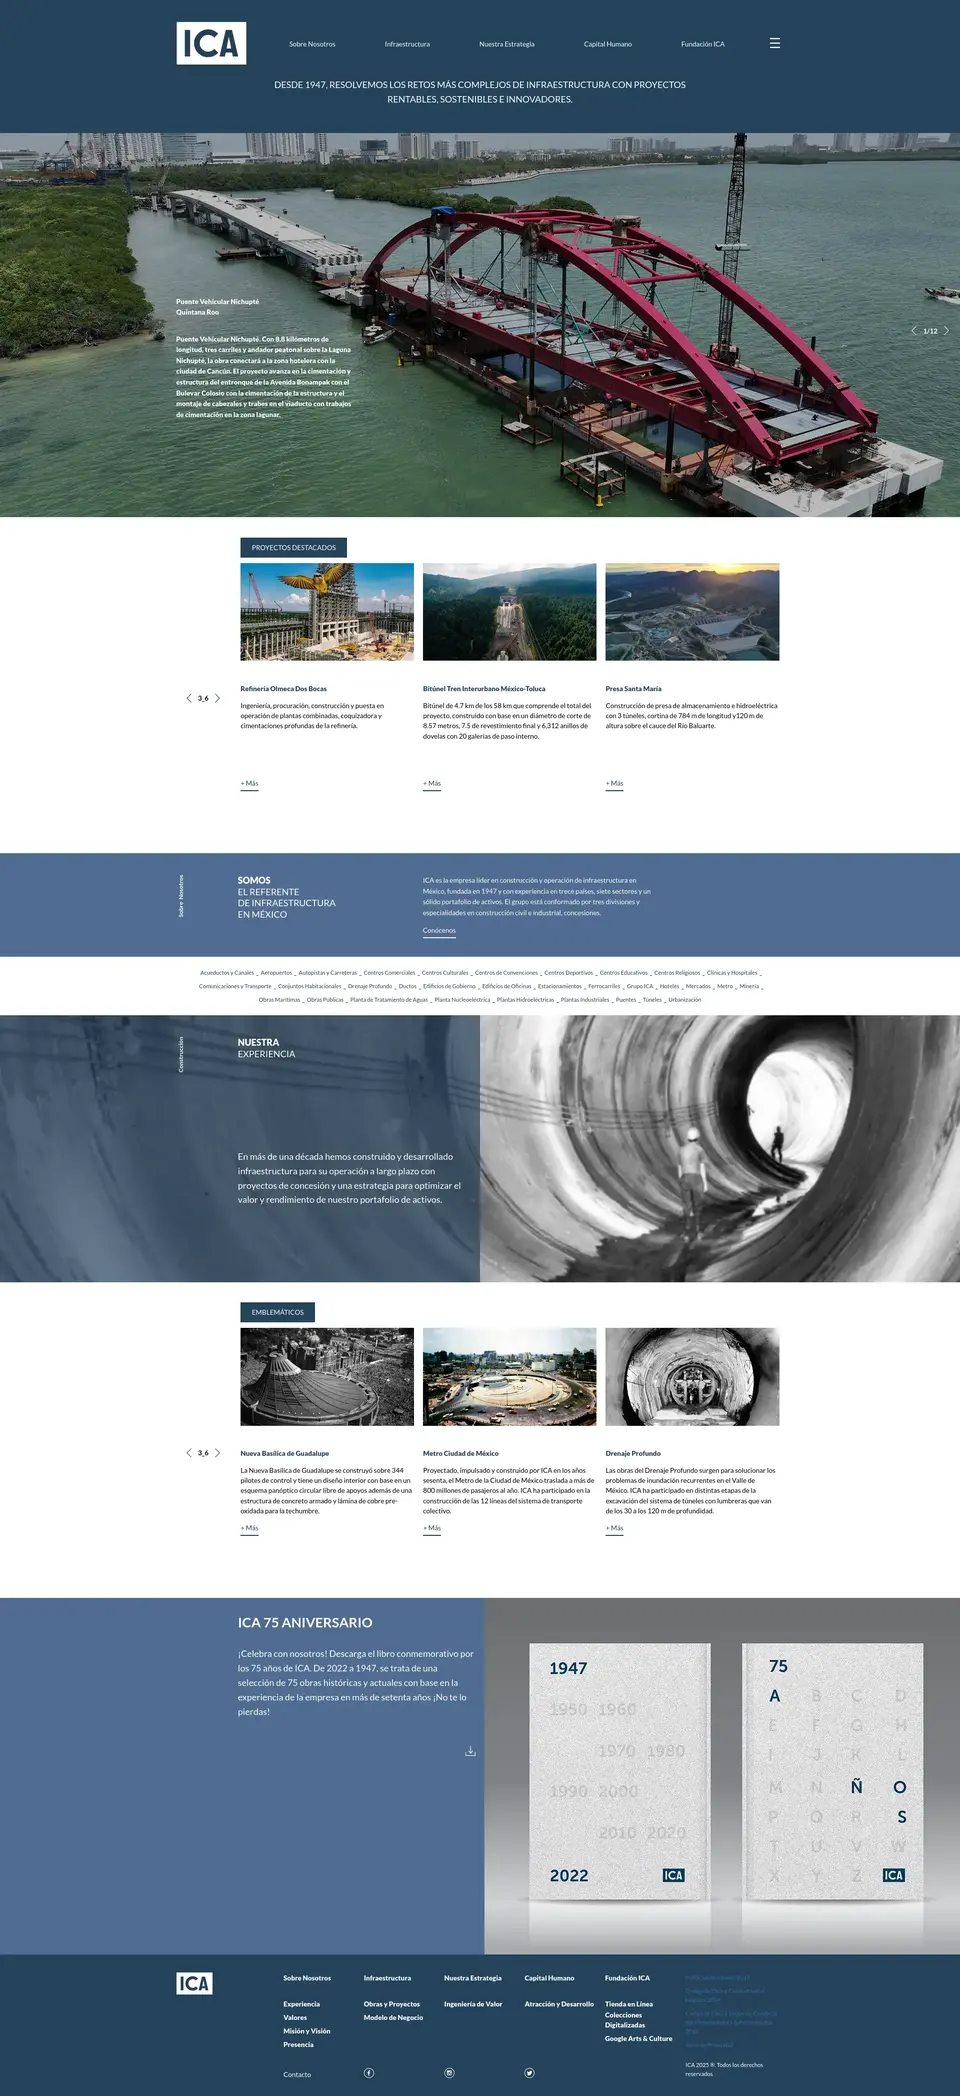 ICA
Sobre Nosotros
Infraestructura
Nuestra Estrategia
Capital Humano
Fundación ICA
DESDE 1947, RESOLVEMOS LOS RETOS MÁS COMPLEJOS DE INFRAESTRUCTURA CON PROYECTOS
RENTABLES, SOSTENIBLES E INNOVADORES.
Puente Vehicular Nichupté
Quintana Roo
Puente Vehicular Nichupté. Con 8.8 kilómetros de
longitud, tres carriles y andador peatonal sobre la Laguna
Nichupté, la obra conectará a la zona hotelera con la
ciudad de Cancún. El proyecto avanza en la cimentación y
estructura del entronque de la Avenida Bonampak con el
Bulevar Colosio con la cimentación de la estructura y el
montaje de cabezales y trabes en el viaducto con trabajos
de cimentación en la zona lagunar.
1/12
PROYECTOS DESTACADOS
3_6
Refinería Olmeca Dos Bocas
Ingeniería, procuración, construcción y puesta en
operación de plantas combinadas, coquizadora y
cimentaciones profundas de la refinería.
+ Más
Bitúnel Tren Interurbano México-Toluca
Bitúnel de 4.7 km de los 58 km que comprende el total del
proyecto, construido con base en un diámetro de corte de
8.57 metros, 7.5 de revestimiento final y 6,312 anillos de
dovelas con 20 galerías de paso interno.
+ Más
Presa Santa María
Construcción de presa de almacenamiento e hidroeléctrica
con 3 túneles, cortina de 784 m de longitud y120 m de
altura sobre el cauce del Río Baluarte.
+ Más
Sobre Nosotros
SOMOS
EL REFERENTE
DE INFRAESTRUCTURA
EN MÉXICO
ICA es la empresa líder en construcción y operación de infraestructura en
México, fundada en 1947 y con experiencia en trece países, siete sectores y un
sólido portafolio de activos. El grupo está conformado por tres divisiones y
especialidades en construcción civil e industrial, concesiones.
Conócenos
Acueductos y Canales _ Aeropuertos _ Autopistas y Carreteras _ Centros Comerciales _ Centros Culturales _ Centros de Convenciones _ Centros Deportivos _ Centros Educativos _ Centros Religiosos _ Clínicas y Hospitales _
Comunicaciones y Transporte _ Conjuntos Habitacionales _ Drenaje Profundo _ Ductos _ Edificios de Gobierno _ Edificios de Oficinas _ Estacionamientos _ Ferrocarriles _ Grupo ICA _ Hoteles _ Mercados _ Metro _ Minería _
Obras Marítimas _ Obras Públicas _ Planta de Tratamiento de Aguas _ Planta Nucleoeléctrica _ Plantas Hidroeléctricas _ Plantas Industriales _ Puentes _ Túneles _ Urbanización
Construcción
NUESTRA
EXPERIENCIA
En más de una década hemos construido y desarrollado
infraestructura para su operación a largo plazo con
proyectos de concesión y una estrategia para optimizar el
valor y rendimiento de nuestro portafolio de activos.
EMBLEMÁTICOS
3_6
Nueva Basílica de Guadalupe
La Nueva Basílica de Guadalupe se construyó sobre 344
pilotes de control y tiene un diseño interior con base en un
esquema panóptico circular libre de apoyos además de una
estructura de concreto armado y lámina de cobre pre-
oxidada para la techumbre.
+ Más
Metro Ciudad de México
Proyectado, impulsado y construido por ICA en los años
sesenta, el Metro de la Ciudad de México traslada a más de
800 millones de pasajeros al año. ICA ha participado en la
construcción de las 12 líneas del sistema de transporte
colectivo.
+ Más
Drenaje Profundo
Las obras del Drenaje Profundo surgen para solucionar los
problemas de inundación recurrentes en el Valle de
México. ICA ha participado en distintas etapas de la
excavación del sistema de túneles con lumbreras que van
de los 30 a los 120 m de profundidad.
+ Más
ICA 75 ANIVERSARIO
¡Celebra con nosotros! Descarga el libro conmemorativo por
los 75 años de ICA. De 2022 a 1947, se trata de una
selección de 75 obras históricas y actuales con base en la
experiencia de la empresa en más de setenta años ¡No te lo
pierdas!
1947
1950 1960
1970 1980
1990 2000
2010 2020
2022
ICA
75
A B C D
E F G H
I J K L
M N Ñ O
P Q R S
T U V W
X Y Z ICA
ICA
Sobre Nosotros
Experiencia
Valores
Misión y Visión
Presencia
Contacto
Infraestructura
Obras y Proyectos
Modelo de Negocio
Nuestra Estrategia
Ingeniería de Valor
Capital Humano
Atracción y Desarrollo
Fundación ICA
Tienda en Línea
Colecciones
Digitalizadas
Google Arts & Culture
ICA 2025 ®. Todos los derechos
reservados